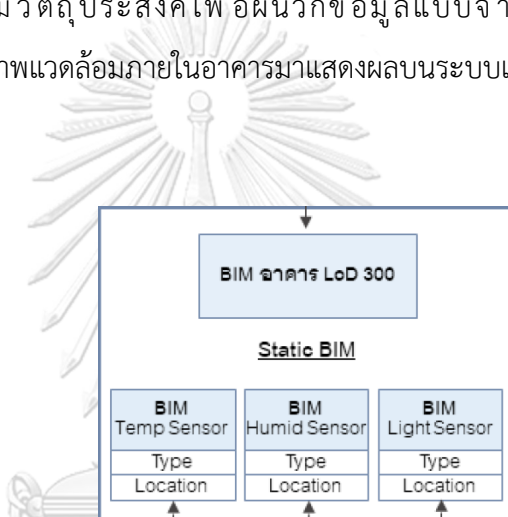 มีวัตถุประสงค์เพื่อผนวกข้อมูลแบบจำ
ภาพแวดล้อมภายในอาคารมาแสดงผลบนระบบ
BIM อาคาร LoD 300
Static BIM
BIM
Temp Sensor
Type
Location
BIM
Humid Sensor
Type
Location
BIM
Light Sensor
Type
Location